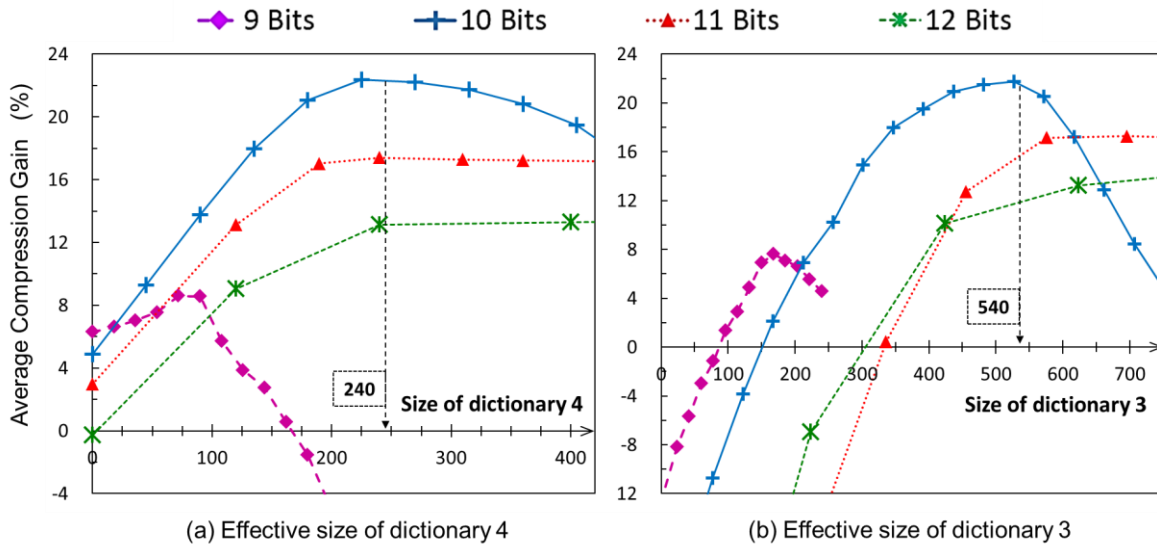 9 Bits 10 Bits 11 Bits 12 Bits
Average Compression Gain (%)
24
20
16
12
8
4
0
-4
0 100 200 300 400
240
Size of dictionary 4
(a) Effective size of dictionary 4
24
20
16
12
8
4
0
-4
-8
12
0 100 200 300 400 500 600 700
540
Size of dictionary 3
(b) Effective size of dictionary 3